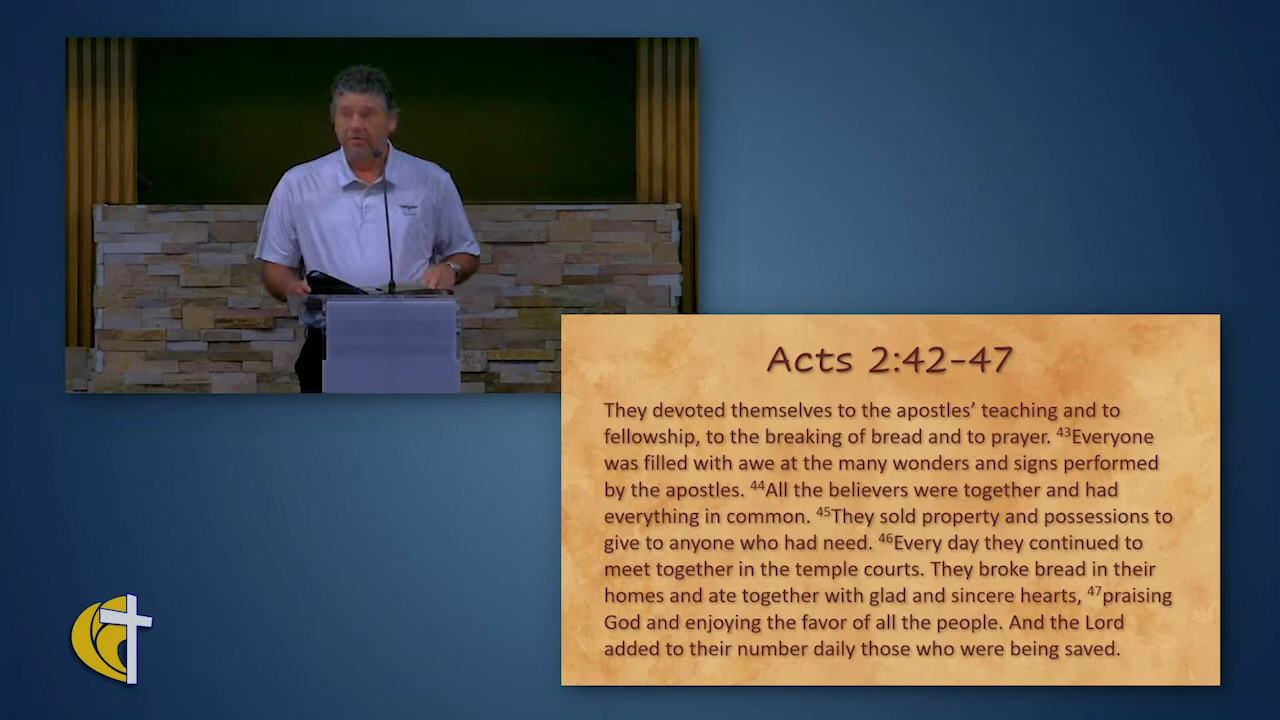 Acts 2:42-47
They devoted themselves to the apostles’ teaching and to
fellowship, to the breaking of bread and to prayer. ⁴³Everyone
was filled with awe at the many wonders and signs performed
by the apostles. ⁴⁴All the believers were together and had
everything in common. ⁴⁵They sold property and possessions to
give to anyone who had need. ⁴⁶Every day they continued to
meet together in the temple courts. They broke bread in their
homes and ate together with glad and sincere hearts, ⁴⁷praising
God and enjoying the favor of all the people. And the Lord
added to their number daily those who were being saved.